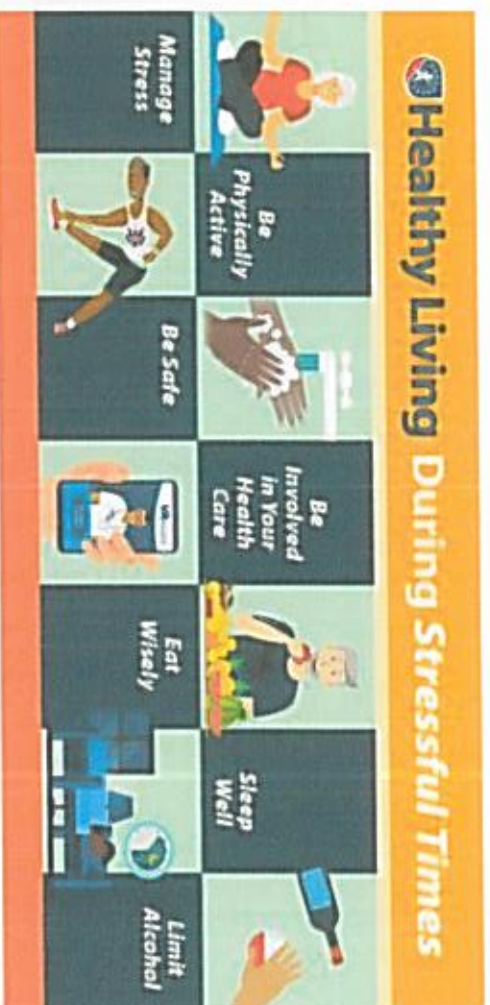 Healthy Living During Stressful Times
Manage
Stress
Be
Physically
Active
Be Safe
Be
Involved
in Your
Health
Care
Eat
Wisely
Sleep
Well
Limit
Alcohol